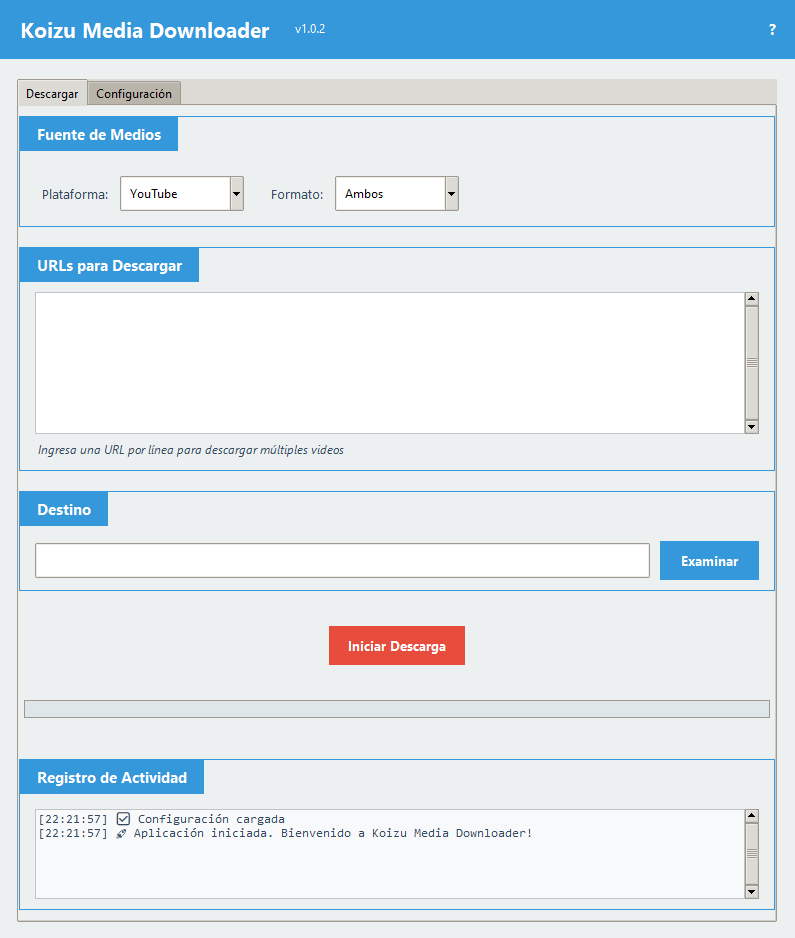 Koizu Media Downloader v1.0.2 ?
Descargar Configuración
Fuente de Medios
Plataforma: YouTube Formato: Ambos
URLs para Descargar
Ingresa una URL por línea para descargar múltiples videos
Destino
Examinar
Iniciar Descarga
Registro de Actividad
[22:21:57] ☑ Configuración cargada
[22:21:57] 🚀 Aplicación iniciada. Bienvenido a Koizu Media Downloader!